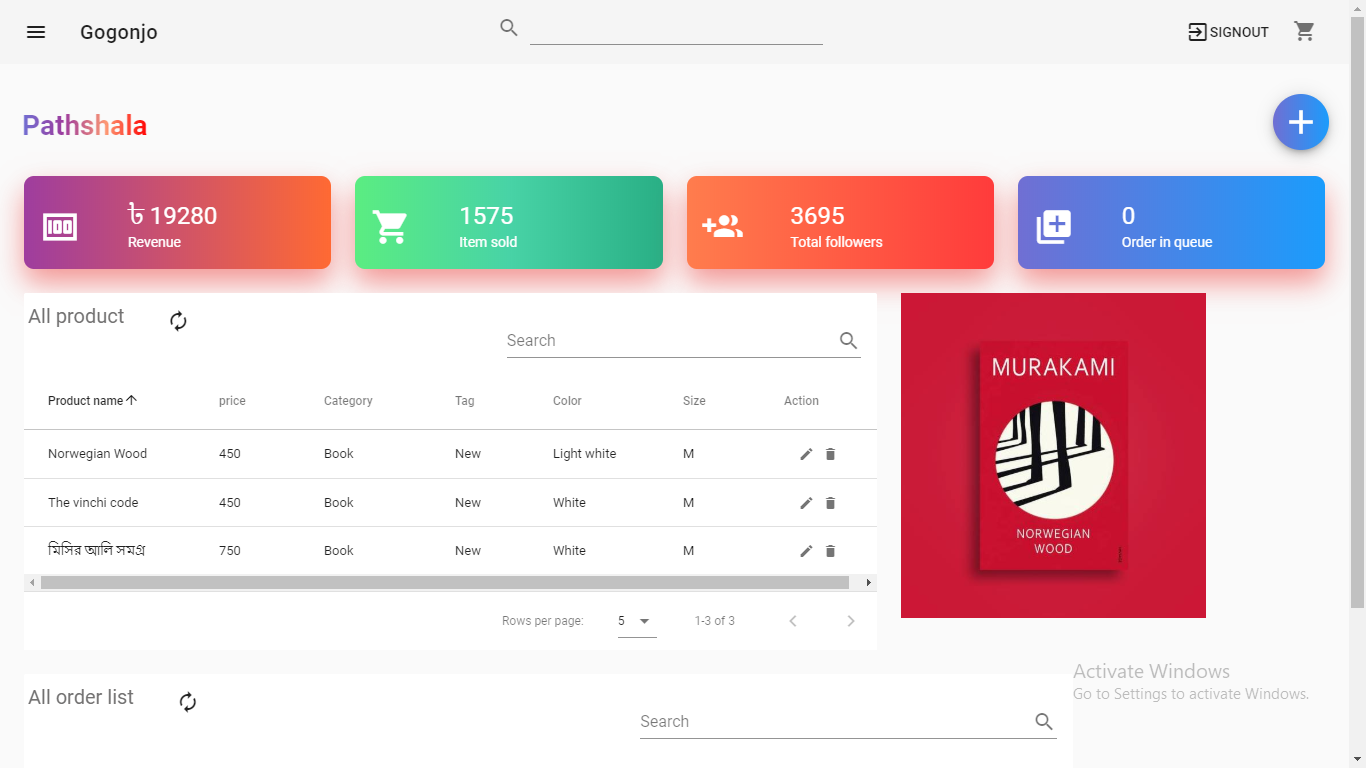 Gogonjo
SIGNOUT
Pathshala
100
৳ 19280
Revenue
1575
Item sold
3695
Total followers
0
Order in queue
All product
Search
Product name price Category Tag Color Size Action
Norwegian Wood 450 Book New Light white M
The vinchi code 450 Book New White M
মিসির আলি সমগ্র 750 Book New White M
Rows per page: 5 1-3 of 3
MURAKAMI
NORWEGIAN
WOOD
All order list
Search
Activate Windows
Go to Settings to activate Windows.